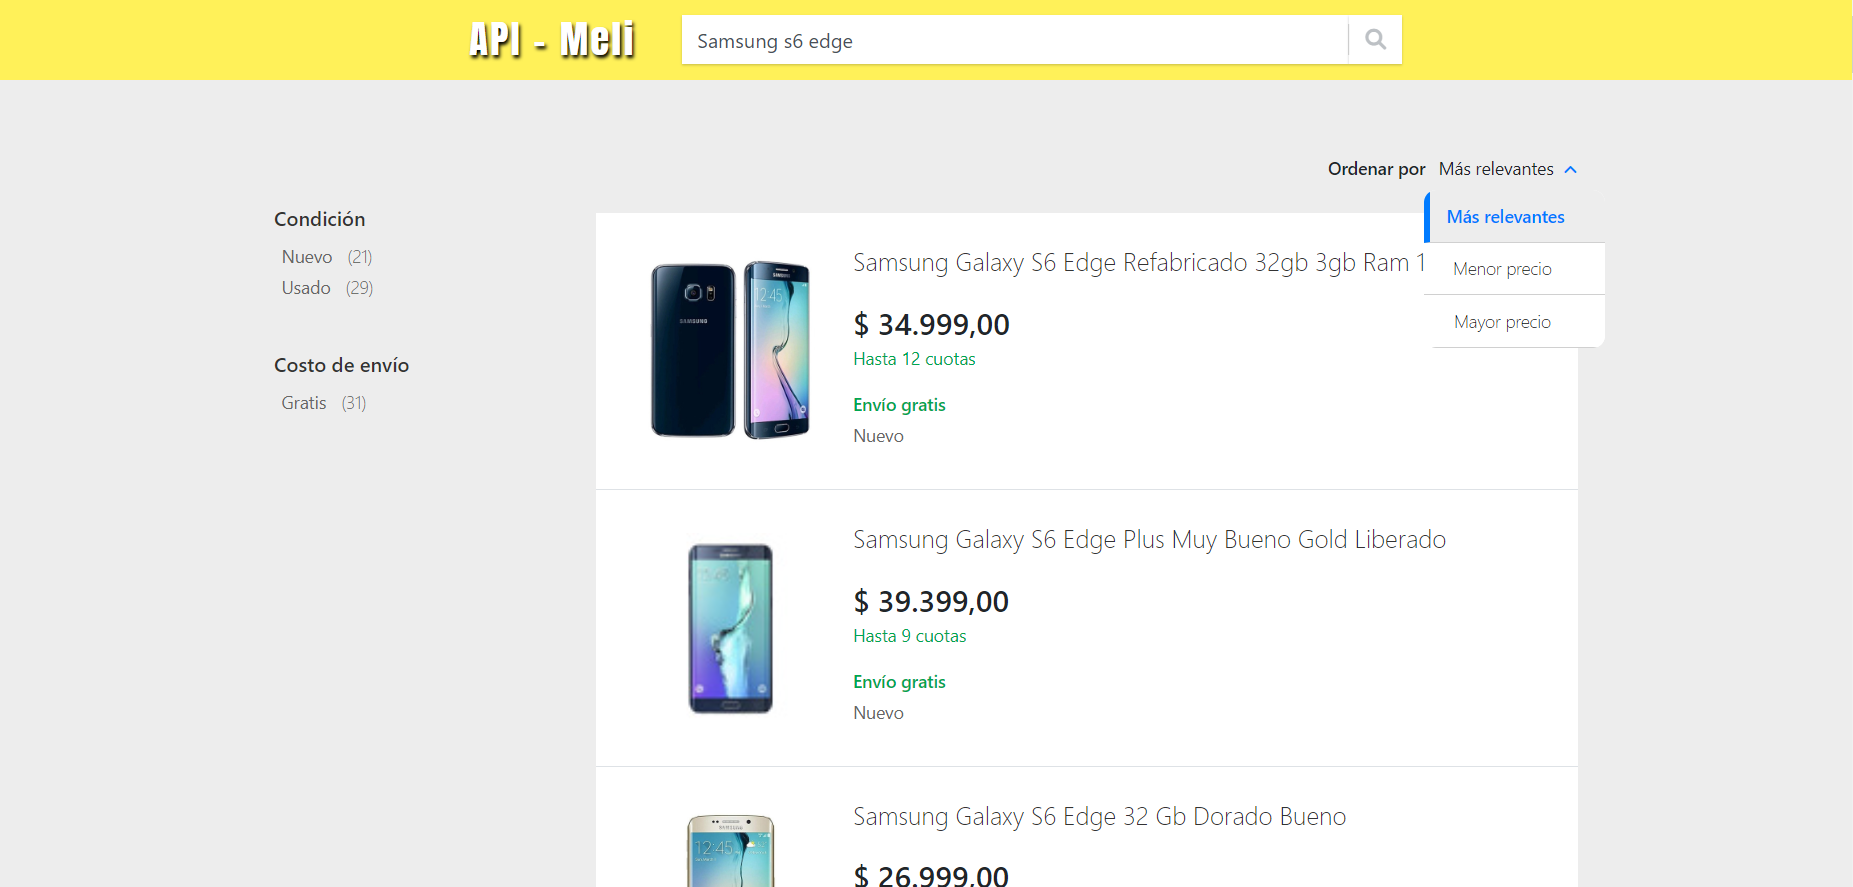 API - Meli
Samsung s6 edge
Ordenar por Más relevantes
Más relevantes
Menor precio
Mayor precio
Condición
Nuevo (21)
Usado (29)
Costo de envío
Gratis (31)
Samsung Galaxy S6 Edge Refabricado 32gb 3gb Ram 1
$ 34.999,00
Hasta 12 cuotas
Envío gratis
Nuevo
SAMSUNG
SAMSUNG
12:45
Samsung Galaxy S6 Edge Plus Muy Bueno Gold Liberado
$ 39.399,00
Hasta 9 cuotas
Envío gratis
Nuevo
Samsung Galaxy S6 Edge 32 Gb Dorado Bueno
$ 26.999,00
SAMSUNG
12:45